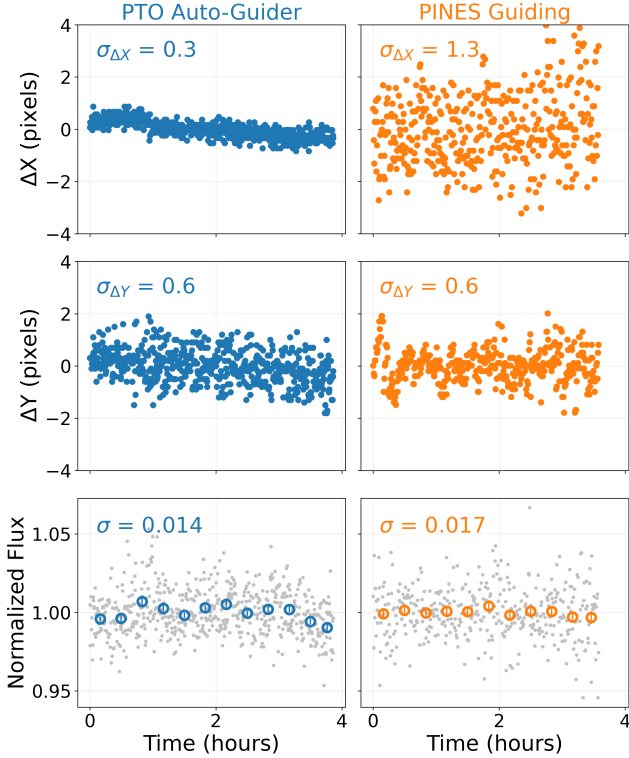 PTO Auto-Guider
PINES Guiding
4
2
0
−2
−4
ΔX (pixels)
σΔX = 0.3
σΔX = 1.3
4
2
0
−2
−4
ΔY (pixels)
σΔY = 0.6
σΔY = 0.6
1.05
1.00
0.95
Normalized Flux
σ = 0.014
σ = 0.017
0 2 4 0 2 4
Time (hours) Time (hours)